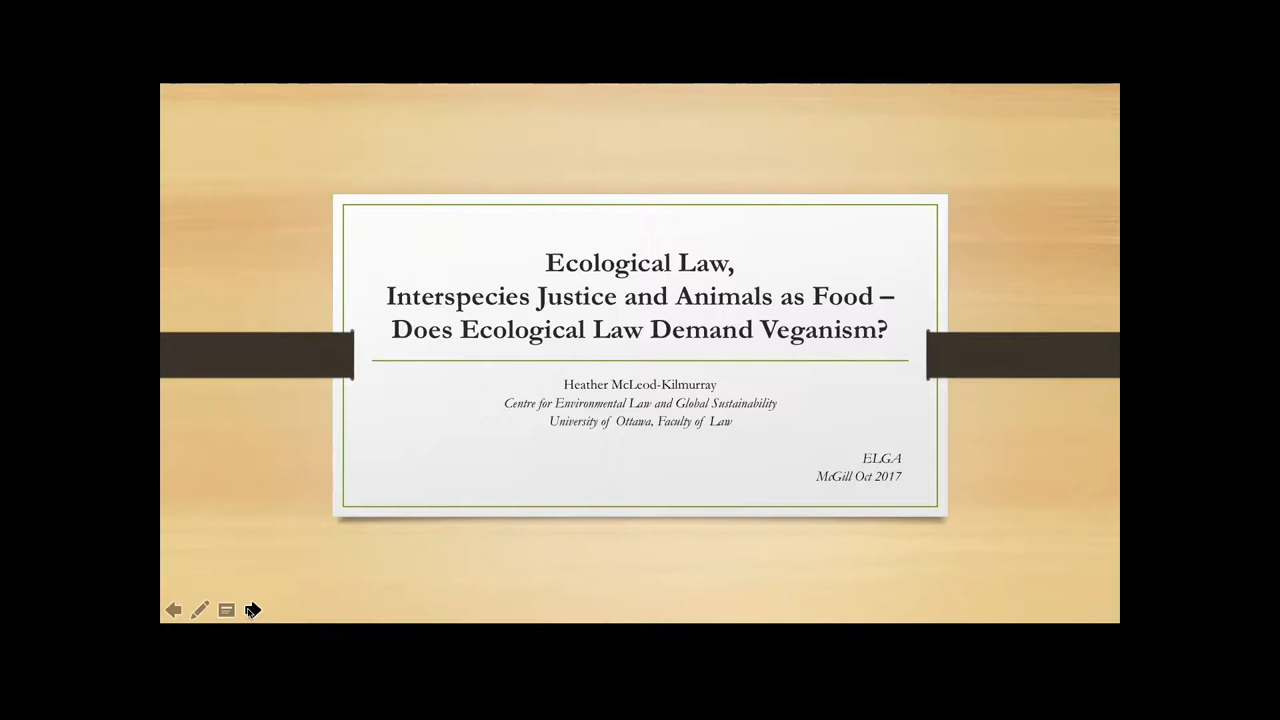 Ecological Law,
Interspecies Justice and Animals as Food –
Does Ecological Law Demand Veganism?
Heather McLeod-Kilmurray
Centre for Environmental Law and Global Sustainability
University of Ottawa, Faculty of Law
ELGA
McGill Oct 2017